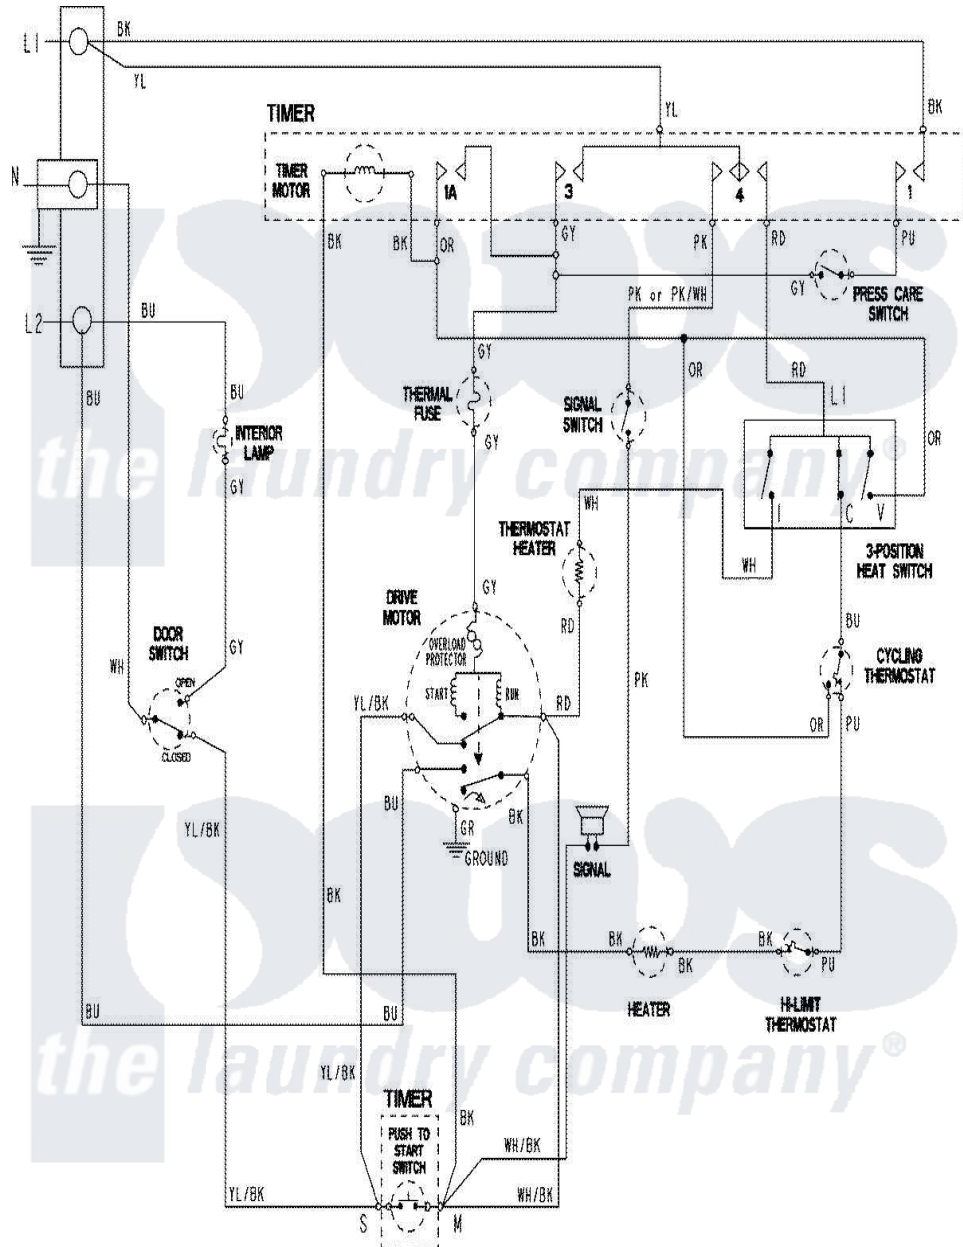 L1
BK
YL
YL
BK
TIMER
N
TIMER
MOTOR
1A
3
4
1
BK
BK
OR
GY
PK
RD
PU
GY
PRESS CARE
SWITCH
PK or PK/WH
L2
BU
GY
OR
RD
L1
BU
BU
THERMAL
FUSE
SIGNAL
SWITCH
INTERIOR
LAMP
GY
OR
the laundry company®
GY
WH
I
C
V
THERMOSTAT
HEATER
WH
3-POSITION
HEAT SWITCH
GY
DRIVE
MOTOR
RD
BU
DOOR
SWITCH
GY
OVERLOAD
PROTECTOR
CYCLING
THERMOSTAT
WH
OPEN
START
RUN
PK
YL/BK
RD
OR
PU
CLOSED
BU
BK
YL/BK
GR
GROUND
SIGNAL
BK
BK
BK
BK
BK
PU
HEATER
HI-LIMIT
THERMOSTAT
BU
BU
the laundry company®
YL/BK
TIMER
BK
PUSH TO
START
SWITCH
WH/BK
YL/BK
WH/BK
S
M